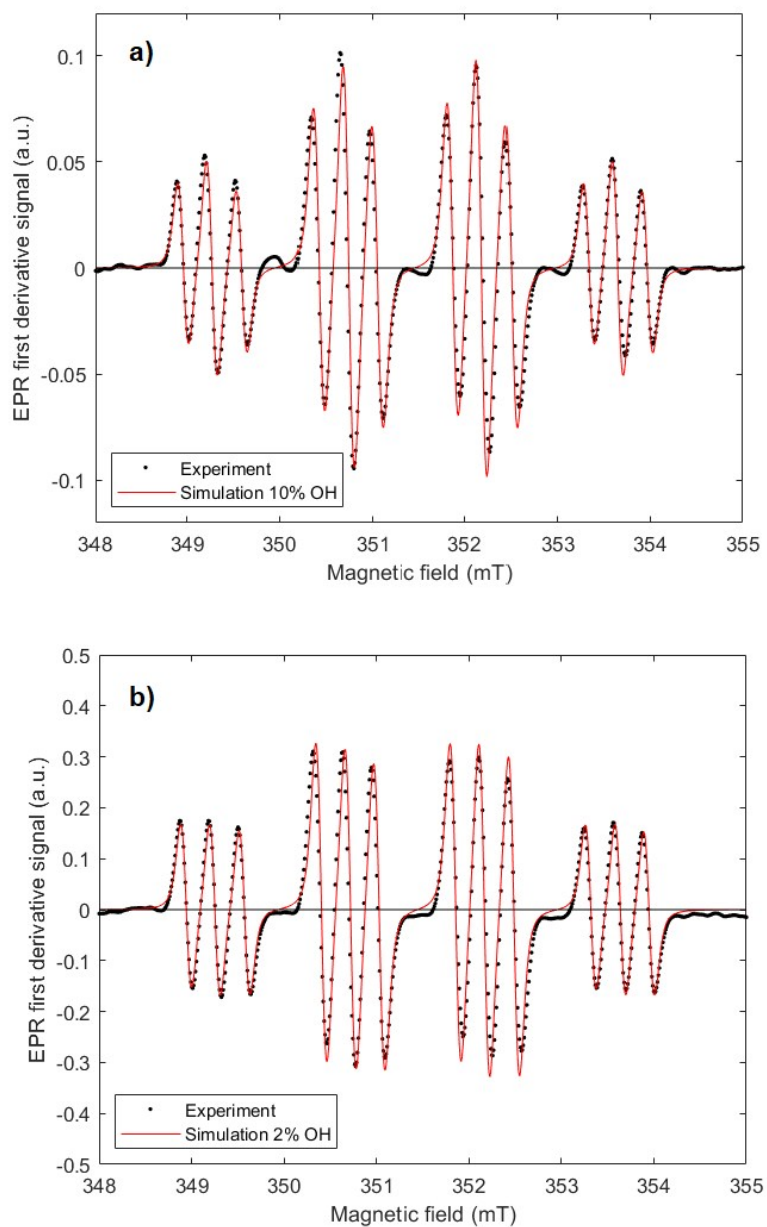 a)
0.1
0.05
0
-0.05
-0.1
EPR first derivative signal (a.u.)
Experiment
Simulation 10% OH
348 349 350 351 352 353 354 355
Magnetic field (mT)
b)
0.5
0.4
0.3
0.2
0.1
0
-0.1
-0.2
-0.3
-0.4
-0.5
EPR first derivative signal (a.u.)
Experiment
Simulation 2% OH
348 349 350 351 352 353 354 355
Magnetic field (mT)